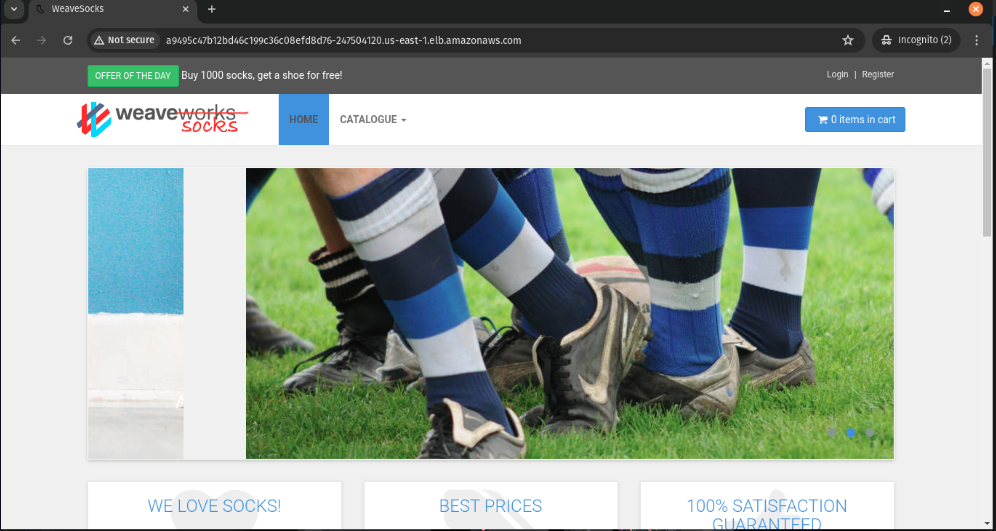 WeaveSocks
Not secure a9495c47b12bd46c199c36c08efd8d76-247504120.us-east-1.elb.amazonaws.com Incognito (2)
OFFER OF THE DAY Buy 1000 socks, get a shoe for free! Login | Register
weaveworks socks HOME CATALOGUE 0 items in cart
WE LOVE SOCKS! BEST PRICES 100% SATISFACTION
GUARANTEED